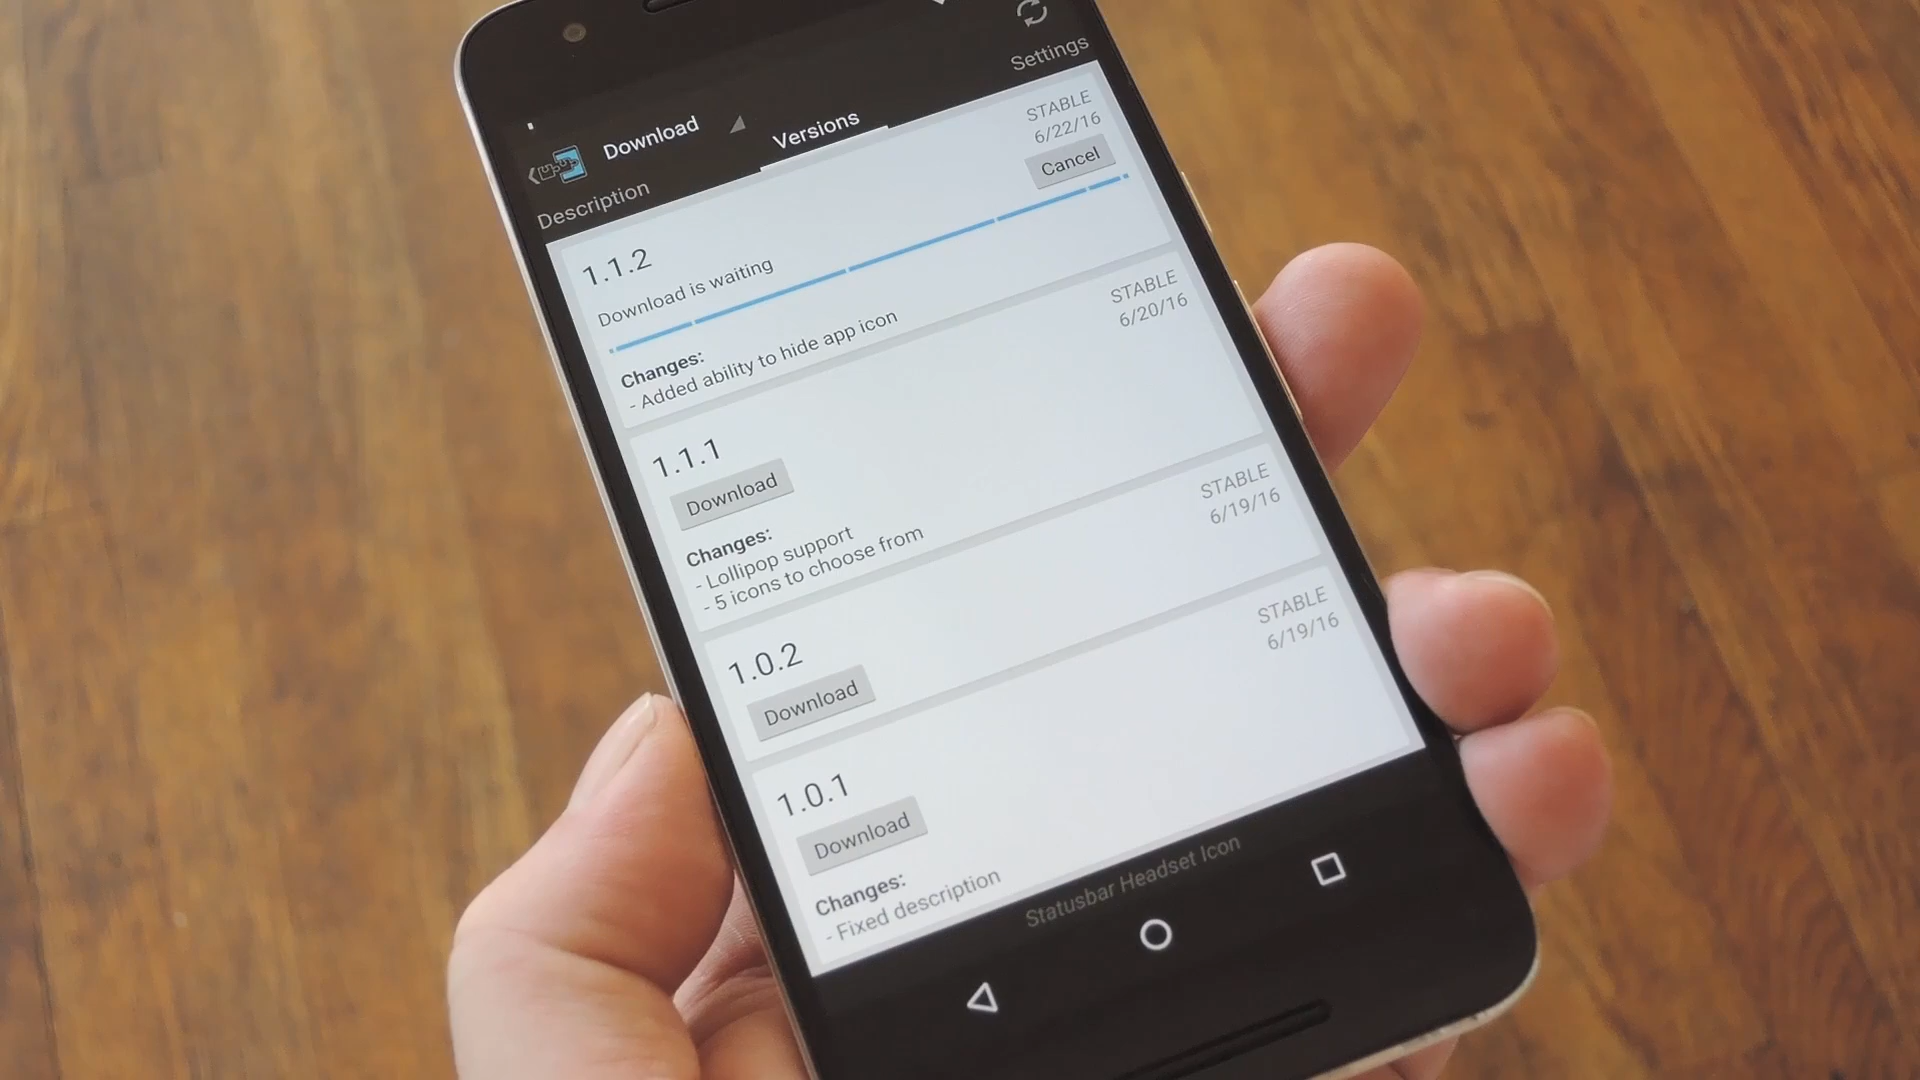 Download
Settings
Description
Versions
1.1.2
STABLE
6/22/16
Download is waiting
Cancel
Changes:
- Added ability to hide app icon
1.1.1
STABLE
6/20/16
Download
Changes:
- Lollipop support
- 5 icons to choose from
1.0.2
STABLE
6/19/16
Download
1.0.1
STABLE
6/19/16
Download
Changes:
- Fixed description
Statusbar Headset Icon